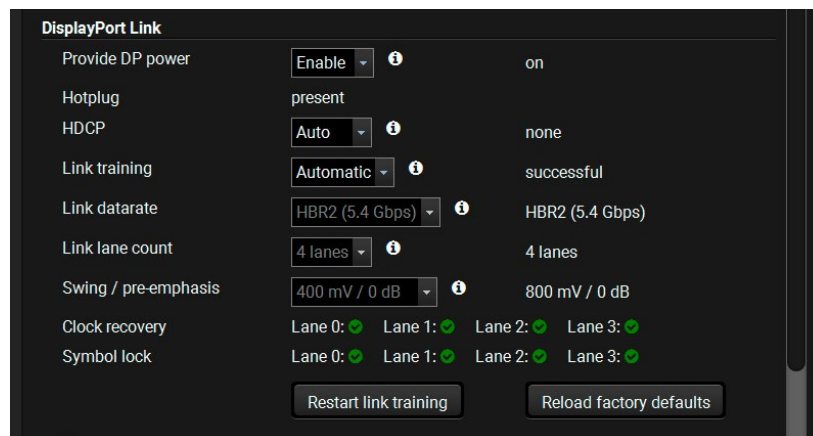 DisplayPort Link
Provide DP power Enable on
Hotplug present
HDCP Auto none
Link training Automatic successful
Link datarate HBR2 (5.4 Gbps) HBR2 (5.4 Gbps)
Link lane count 4 lanes 4 lanes
Swing / pre-emphasis 400 mV / 0 dB 800 mV / 0 dB
Clock recovery Lane 0: Lane 1: Lane 2: Lane 3:
Symbol lock Lane 0: Lane 1: Lane 2: Lane 3:
Restart link training Reload factory defaults